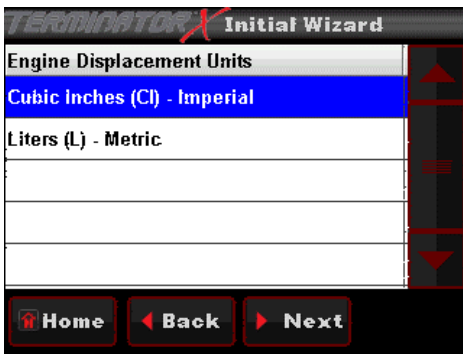 TERMINATOR X Initial Wizard
Engine Displacement Units
Cubic Inches (CI) - Imperial
Liters (L) - Metric
Home Back Next